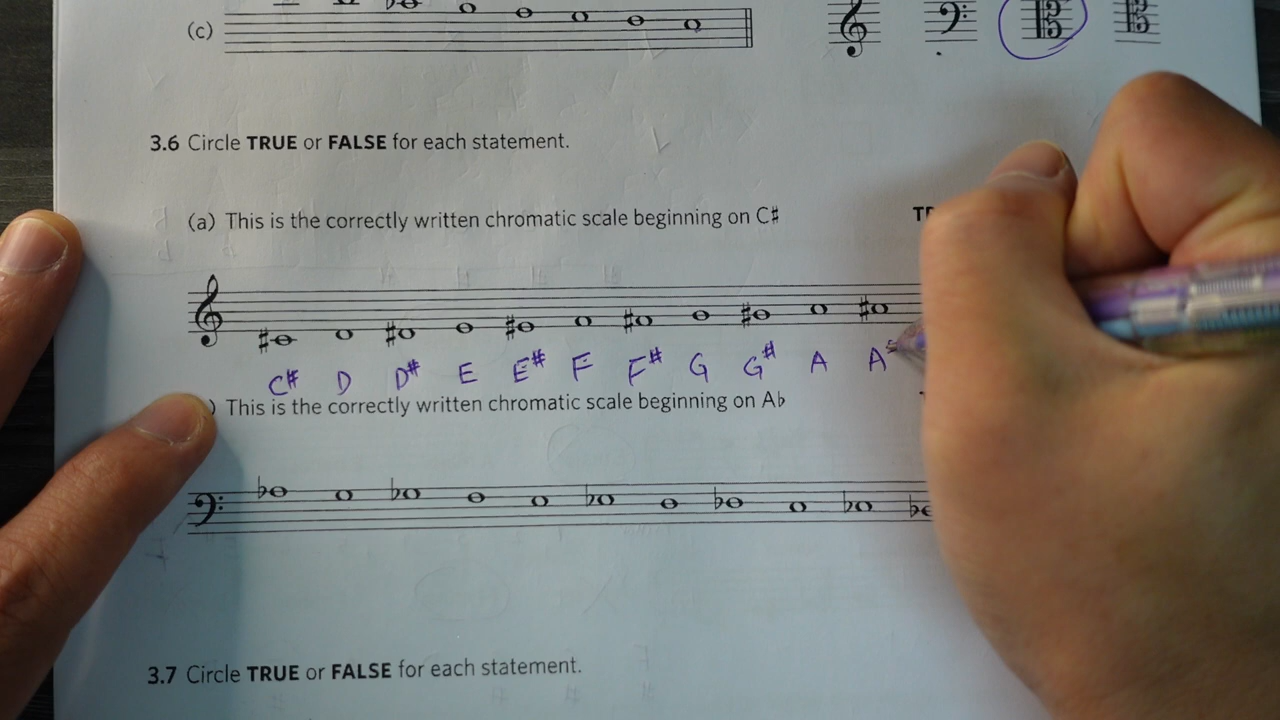 (c)
3.6 Circle TRUE or FALSE for each statement.
(a) This is the correctly written chromatic scale beginning on C♯
C# D D# E E# F F# G G# A A
) This is the correctly written chromatic scale beginning on A♭
3.7 Circle TRUE or FALSE for each statement.